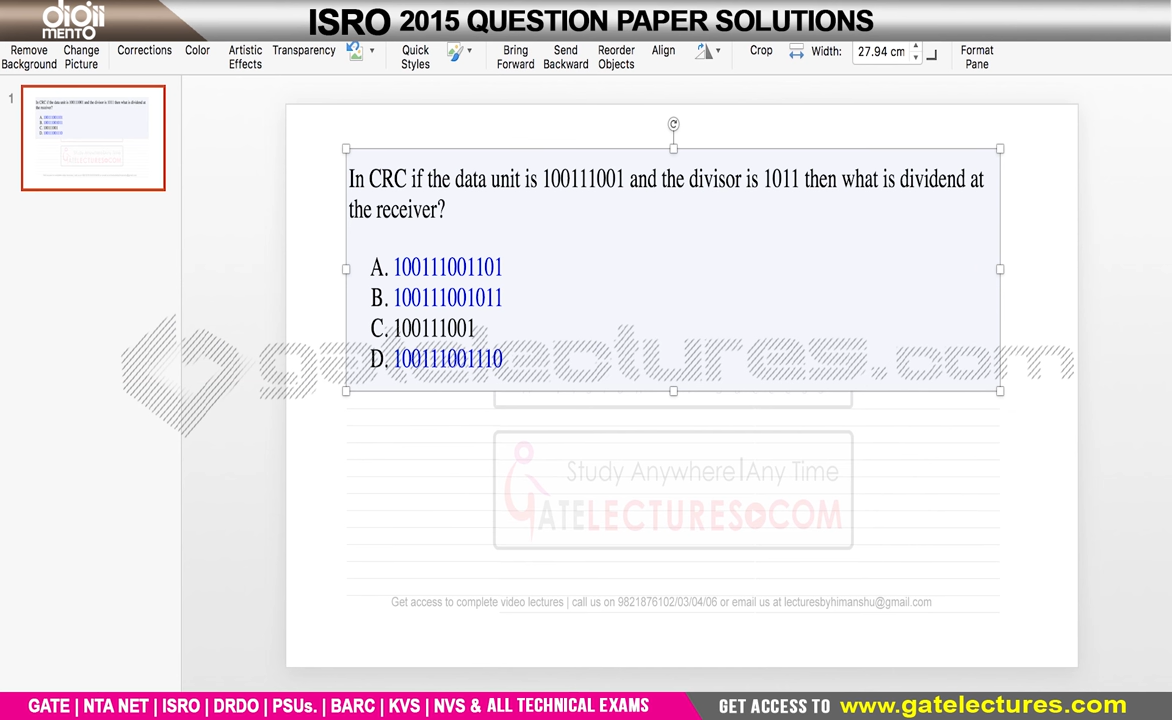 digii
MENTO
ISRO 2015 QUESTION PAPER SOLUTIONS
Remove Background
Change Picture
Corrections
Color
Artistic Effects
Transparency
Quick Styles
Bring Forward
Send Backward
Reorder Objects
Align
Crop
Width: 27.94 cm
Format Pane
1
In CRC if the data unit is 100111001 and the divisor is 1011 then what is dividend at
the receiver?
A. 100111001101
B. 100111001011
C. 100111001
D. 100111001110
gatelectures.com
Study Anywhere|Any Time
GATELECTURES.COM
Get access to complete video lectures | call us on 9821876102/03/04/06 or email us at lecturesbyhimanshu@gmail.com
GATE | NTA NET | ISRO | DRDO | PSUs. | BARC | KVS | NVS & ALL TECHNICAL EXAMS
GET ACCESS TO www.gatelectures.com